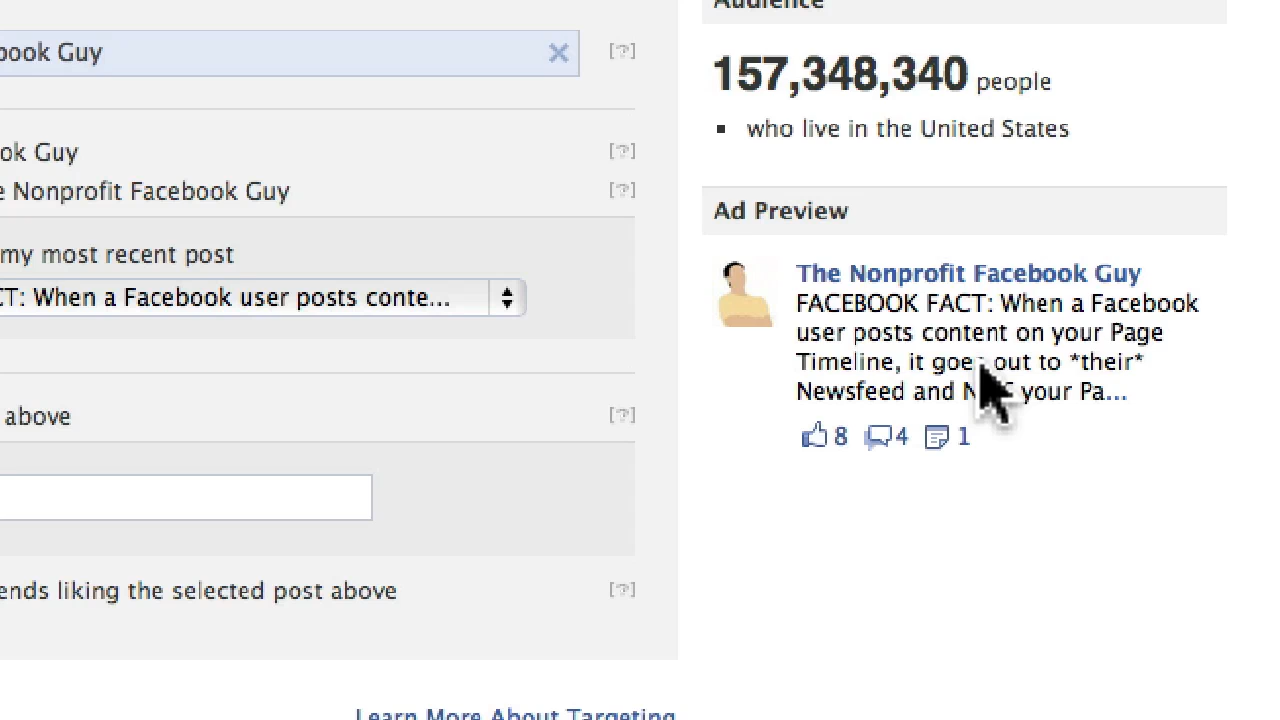 Audience
book Guy
[?]
157,348,340 people
who live in the United States
ok Guy
[?]
e Nonprofit Facebook Guy
[?]
Ad Preview
my most recent post
CT: When a Facebook user posts conte...
The Nonprofit Facebook Guy
FACEBOOK FACT: When a Facebook
user posts content on your Page
Timeline, it goes out to *their*
Newsfeed and your Pa...
8 4 1
above
[?]
ends liking the selected post above
[?]
Learn More About Targeting